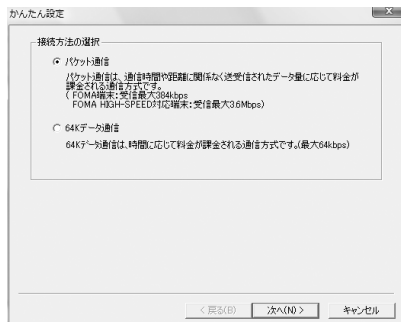 かんたん設定
接続方法の選択
パケット通信
パケット通信は、通信時間や距離に関係なく送受信されたデータ量に応じて料金が
課金される通信方式です。
( FOMA端末：受信最大384kbps
FOMA HIGH-SPEED対応端末：受信最大3.6Mbps)
64Kデータ通信
64Kデータ通信は、時間に応じて料金が課金される通信方式です。(最大64kbps)
< 戻る(B)
次へ(N) >
キャンセル